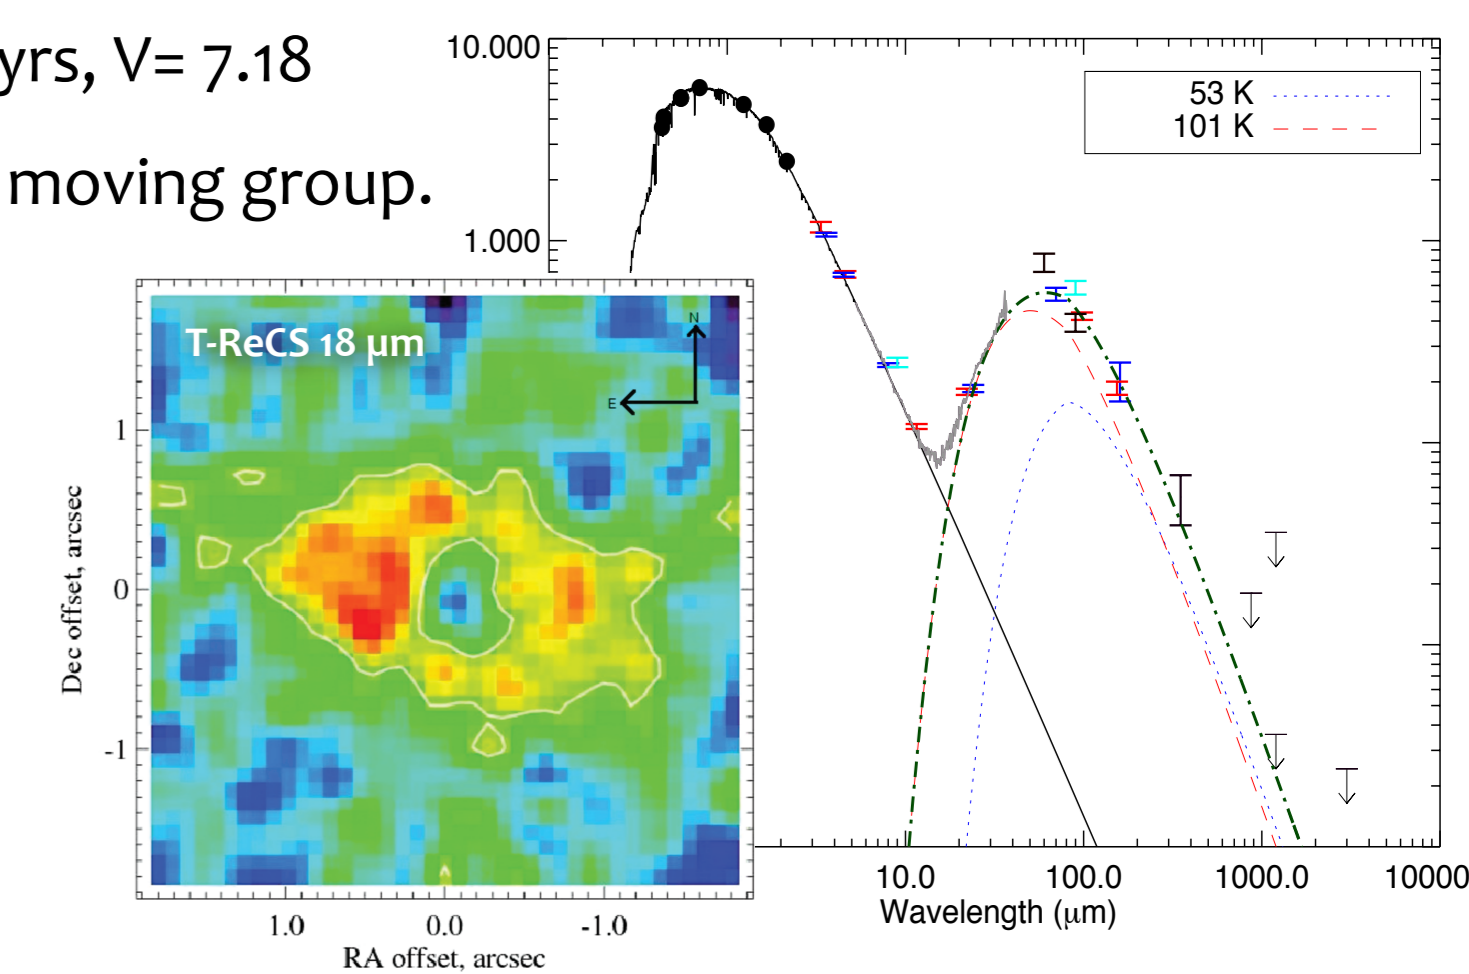 yrs, V= 7.18
moving group.
10.000
1.000
53 K
101 K
T-ReCS 18 µm
N
E
1
0
-1
Dec offset, arcsec
1.0
0.0
-1.0
RA offset, arcsec
10.0
100.0
1000.0
10000
Wavelength (µm)